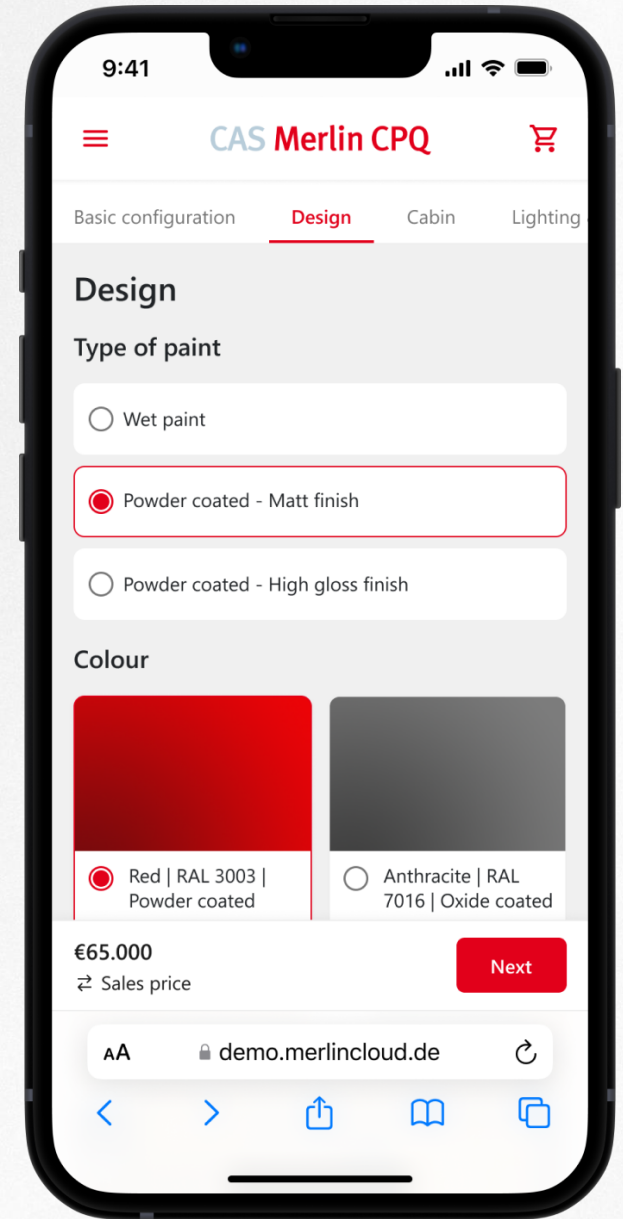 9:41
CAS Merlin CPQ
Basic configuration Design Cabin Lighting
Design
Type of paint
Wet paint
Powder coated - Matt finish
Powder coated - High gloss finish
Colour
Red | RAL 3003 |
Powder coated
Anthracite | RAL
7016 | Oxide coated
€65.000
Sales price
Next
AA demo.merlincloud.de